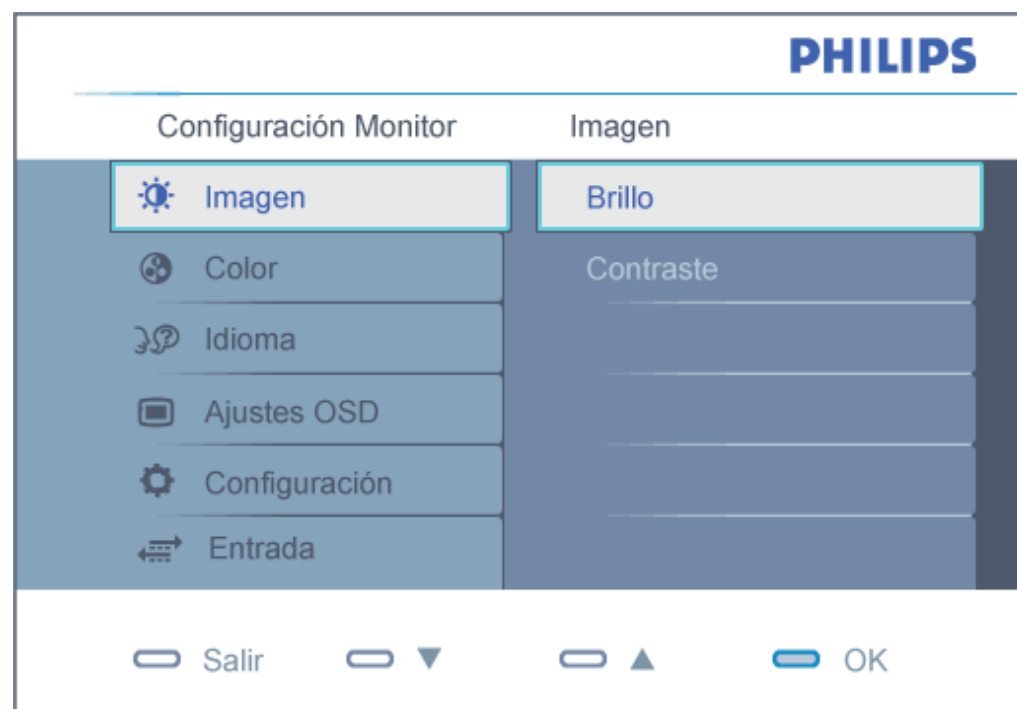 PHILIPS
Configuración Monitor Imagen
Imagen Brillo
Color Contraste
Idioma
Ajustes OSD
Configuración
Entrada
Salir ▼ ▲ OK